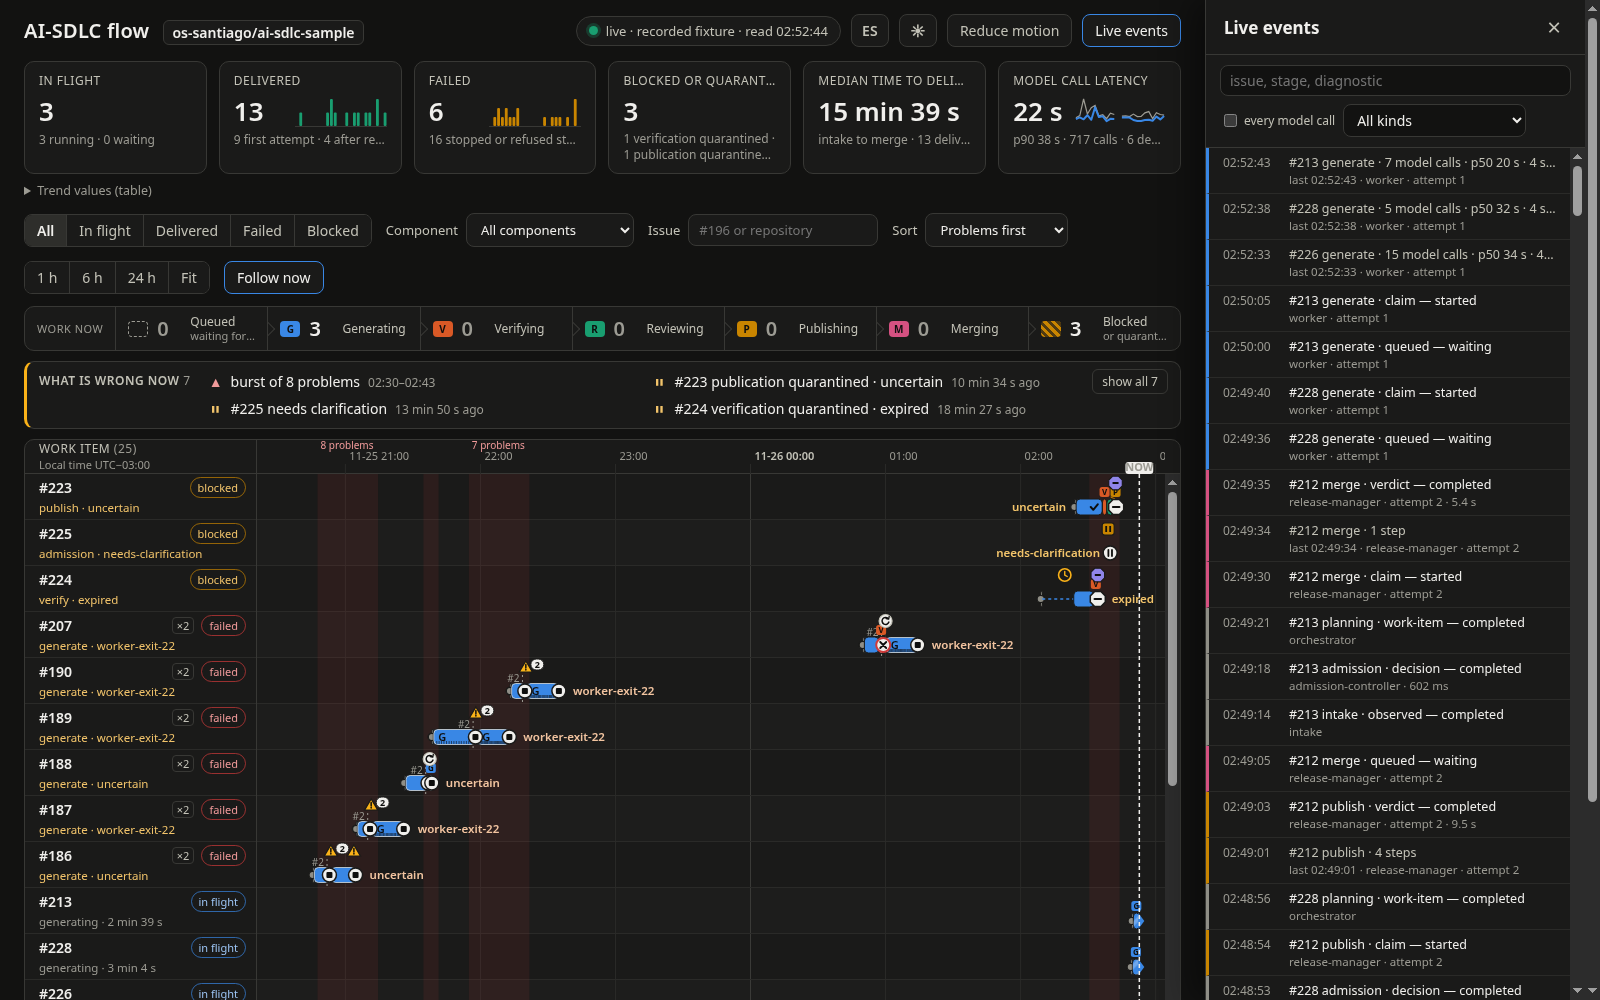 AI-SDLC flow
os-santiago/ai-sdlc-sample
live · recorded fixture · read 02:52:44
ES
Reduce motion
Live events
IN FLIGHT
3
3 running · 0 waiting
DELIVERED
13
9 first attempt · 4 after re...
FAILED
6
16 stopped or refused st...
BLOCKED OR QUARANT...
3
1 verification quarantined ·
1 publication quarantine...
MEDIAN TIME TO DELI...
15 min 39 s
intake to merge · 13 deliv...
MODEL CALL LATENCY
22 s
p90 38 s · 717 calls · 6 de...
Trend values (table)
All
In flight
Delivered
Failed
Blocked
Component
All components
Issue
#196 or repository
Sort
Problems first
1 h
6 h
24 h
Fit
Follow now
WORK NOW
0
Queued
waiting for...
G
3
Generating
V
0
Verifying
R
0
Reviewing
P
0
Publishing
M
0
Merging
3
Blocked
or quarant...
WHAT IS WRONG NOW 7
burst of 8 problems 02:30–02:43
#223 publication quarantined · uncertain 10 min 34 s ago
show all 7
#225 needs clarification 13 min 50 s ago
#224 verification quarantined · expired 18 min 27 s ago
WORK ITEM (25)
Local time UTC−03:00
8 problems
7 problems
11-25 21:00
22:00
23:00
11-26 00:00
01:00
02:00
NOW
#223
blocked
publish · uncertain
V P
uncertain
#225
blocked
admission · needs-clarification
needs-clarification
#224
blocked
verify · expired
expired
#207
×2
failed
generate · worker-exit-22
G
worker-exit-22
#190
×2
failed
generate · worker-exit-22
2
#2
G
worker-exit-22
#189
×2
failed
generate · worker-exit-22
2
#2
G
G
worker-exit-22
#188
×2
failed
generate · uncertain
#2
uncertain
#187
×2
failed
generate · worker-exit-22
2
#2
G
worker-exit-22
#186
×2
failed
generate · uncertain
2
#2
uncertain
#213
in flight
generating · 2 min 39 s
G
#228
in flight
generating · 3 min 4 s
G
#226
in flight
Live events
issue, stage, diagnostic
every model call
All kinds
02:52:43 #213 generate · 7 model calls · p50 20 s · 4 s...
last 02:52:43 · worker · attempt 1
02:52:38 #228 generate · 5 model calls · p50 32 s · 4 s...
last 02:52:38 · worker · attempt 1
02:52:33 #226 generate · 15 model calls · p50 34 s · 4...
last 02:52:33 · worker · attempt 1
02:50:05 #213 generate · claim — started
worker · attempt 1
02:50:00 #213 generate · queued — waiting
worker · attempt 1
02:49:40 #228 generate · claim — started
worker · attempt 1
02:49:36 #228 generate · queued — waiting
worker · attempt 1
02:49:35 #212 merge · verdict — completed
release-manager · attempt 2 · 5.4 s
02:49:34 #212 merge · 1 step
last 02:49:34 · release-manager · attempt 2
02:49:30 #212 merge · claim — started
release-manager · attempt 2
02:49:21 #213 planning · work-item — completed
orchestrator
02:49:18 #213 admission · decision — completed
admission-controller · 602 ms
02:49:14 #213 intake · observed — completed
intake
02:49:05 #212 merge · queued — waiting
release-manager · attempt 2
02:49:03 #212 publish · verdict — completed
release-manager · attempt 2 · 9.5 s
02:49:01 #212 publish · 4 steps
last 02:49:01 · release-manager · attempt 2
02:48:56 #228 planning · work-item — completed
orchestrator
02:48:54 #212 publish · claim — started
release-manager · attempt 2
02:48:53 #228 admission · decision — completed